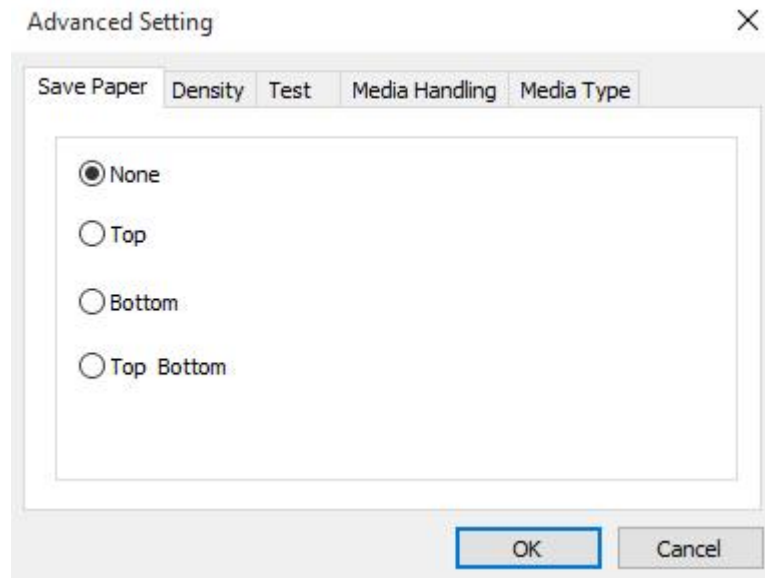 Advanced Setting
Save Paper Density Test Media Handling Media Type
None
Top
Bottom
Top Bottom
OK Cancel